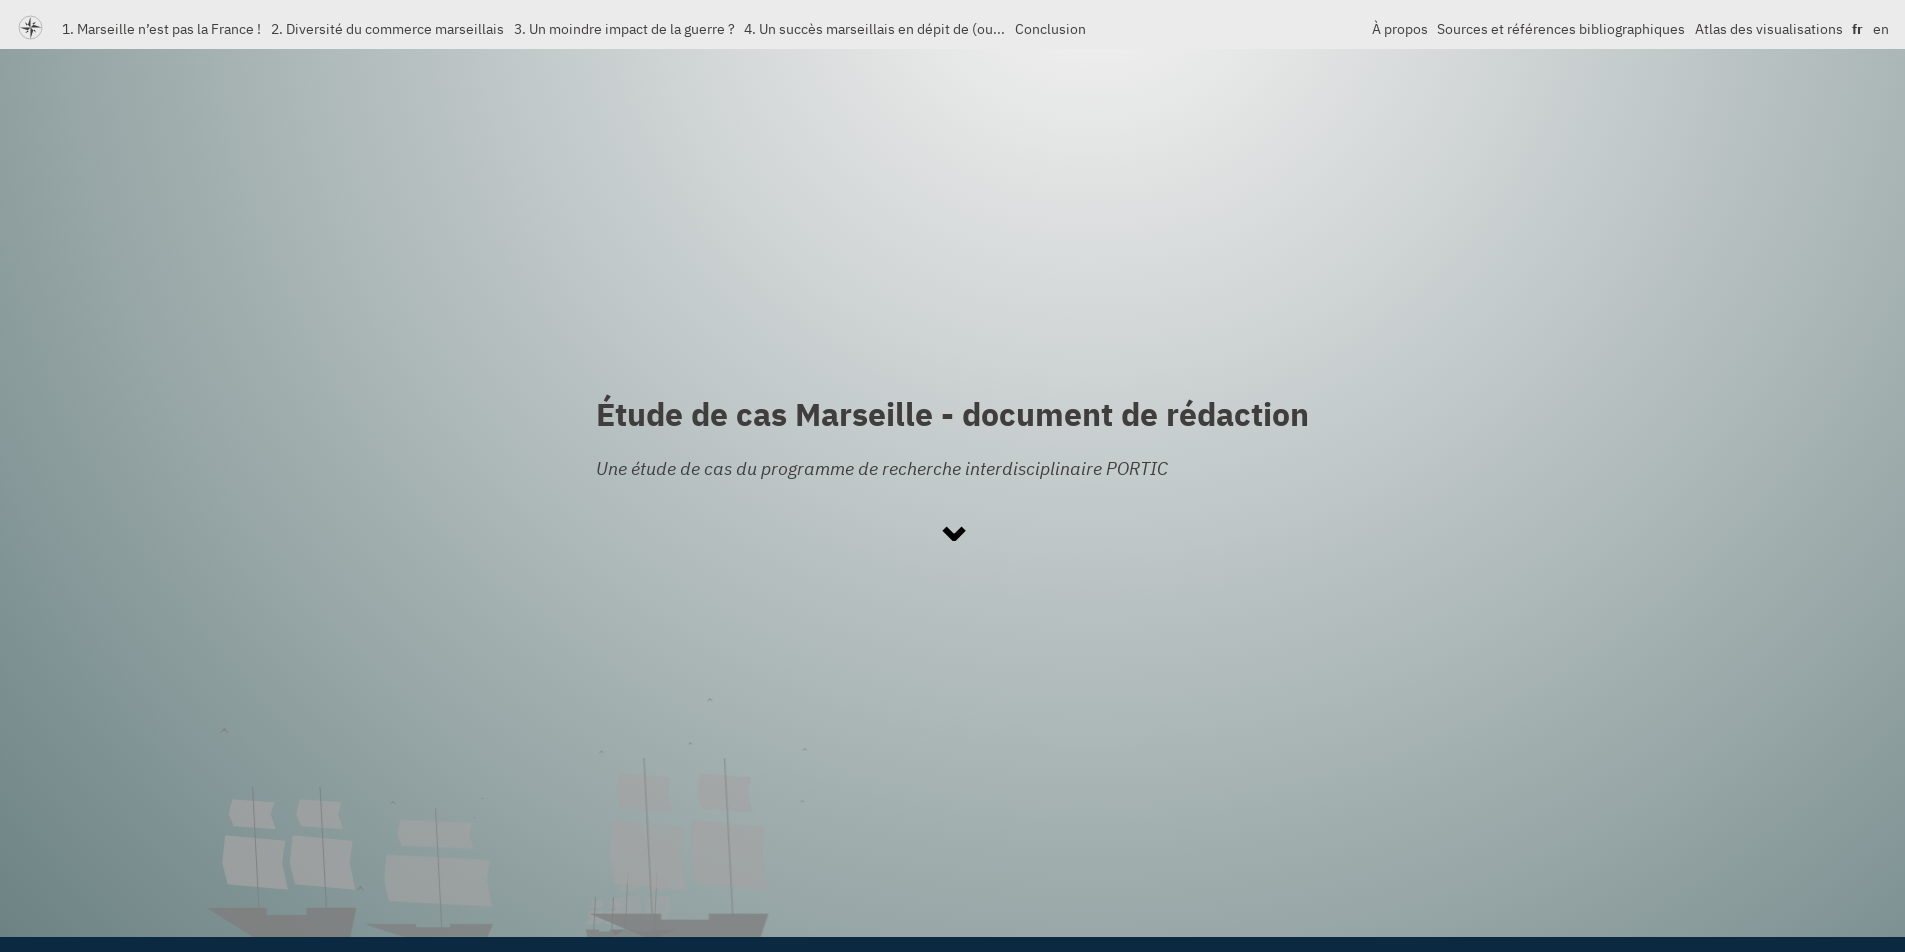 1. Marseille n’est pas la France ! 2. Diversité du commerce marseillais 3. Un moindre impact de la guerre ? 4. Un succès marseillais en dépit de (ou... Conclusion À propos Sources et références bibliographiques Atlas des visualisations fr en
Étude de cas Marseille - document de rédaction
Une étude de cas du programme de recherche interdisciplinaire PORTIC